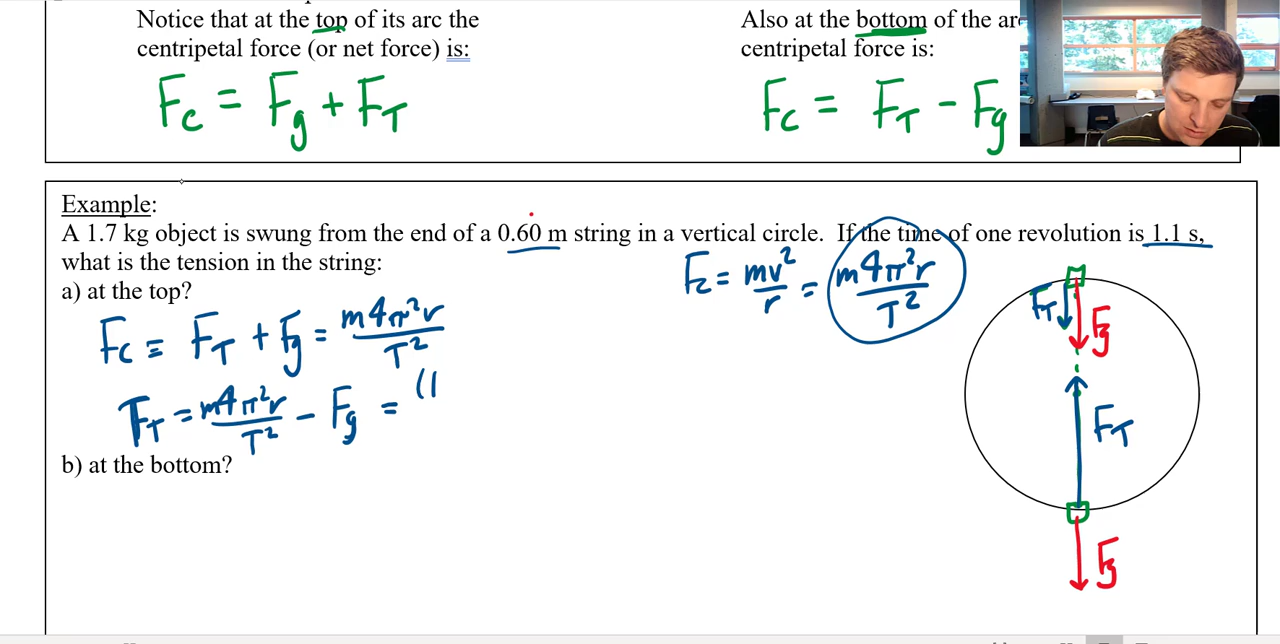 Notice that at the top of its arc the
centripetal force (or net force) is:
Fc = Fg + FT
Also at the bottom of the arc
centripetal force is:
Fc = FT - Fg
Example:
A 1.7 kg object is swung from the end of a 0.60 m string in a vertical circle. If the time of one revolution is 1.1 s,
what is the tension in the string:
Fc = mv²/r = m4π²r/T²
a) at the top?
Fc = FT + Fg = m4π²r/T²
FT = m4π²r/T² - Fg = (1
b) at the bottom?
FT
Fg
FT
Fg